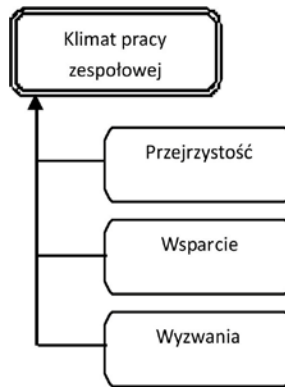 Klimat pracy
zespołowej
Przejrzystość
Wsparcie
Wyzwania